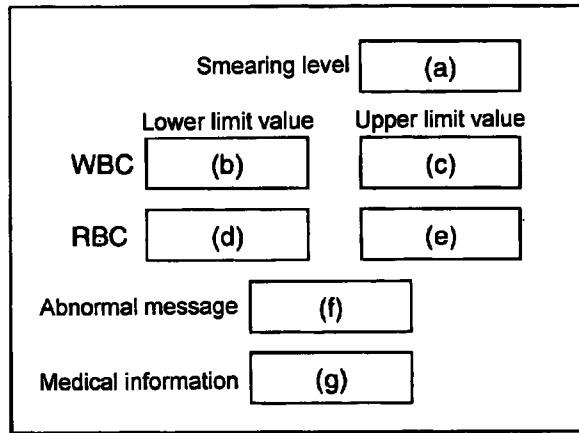 Smearing level (a)
Lower limit value Upper limit value
WBC (b) (c)
RBC (d) (e)
Abnormal message (f)
Medical information (g)